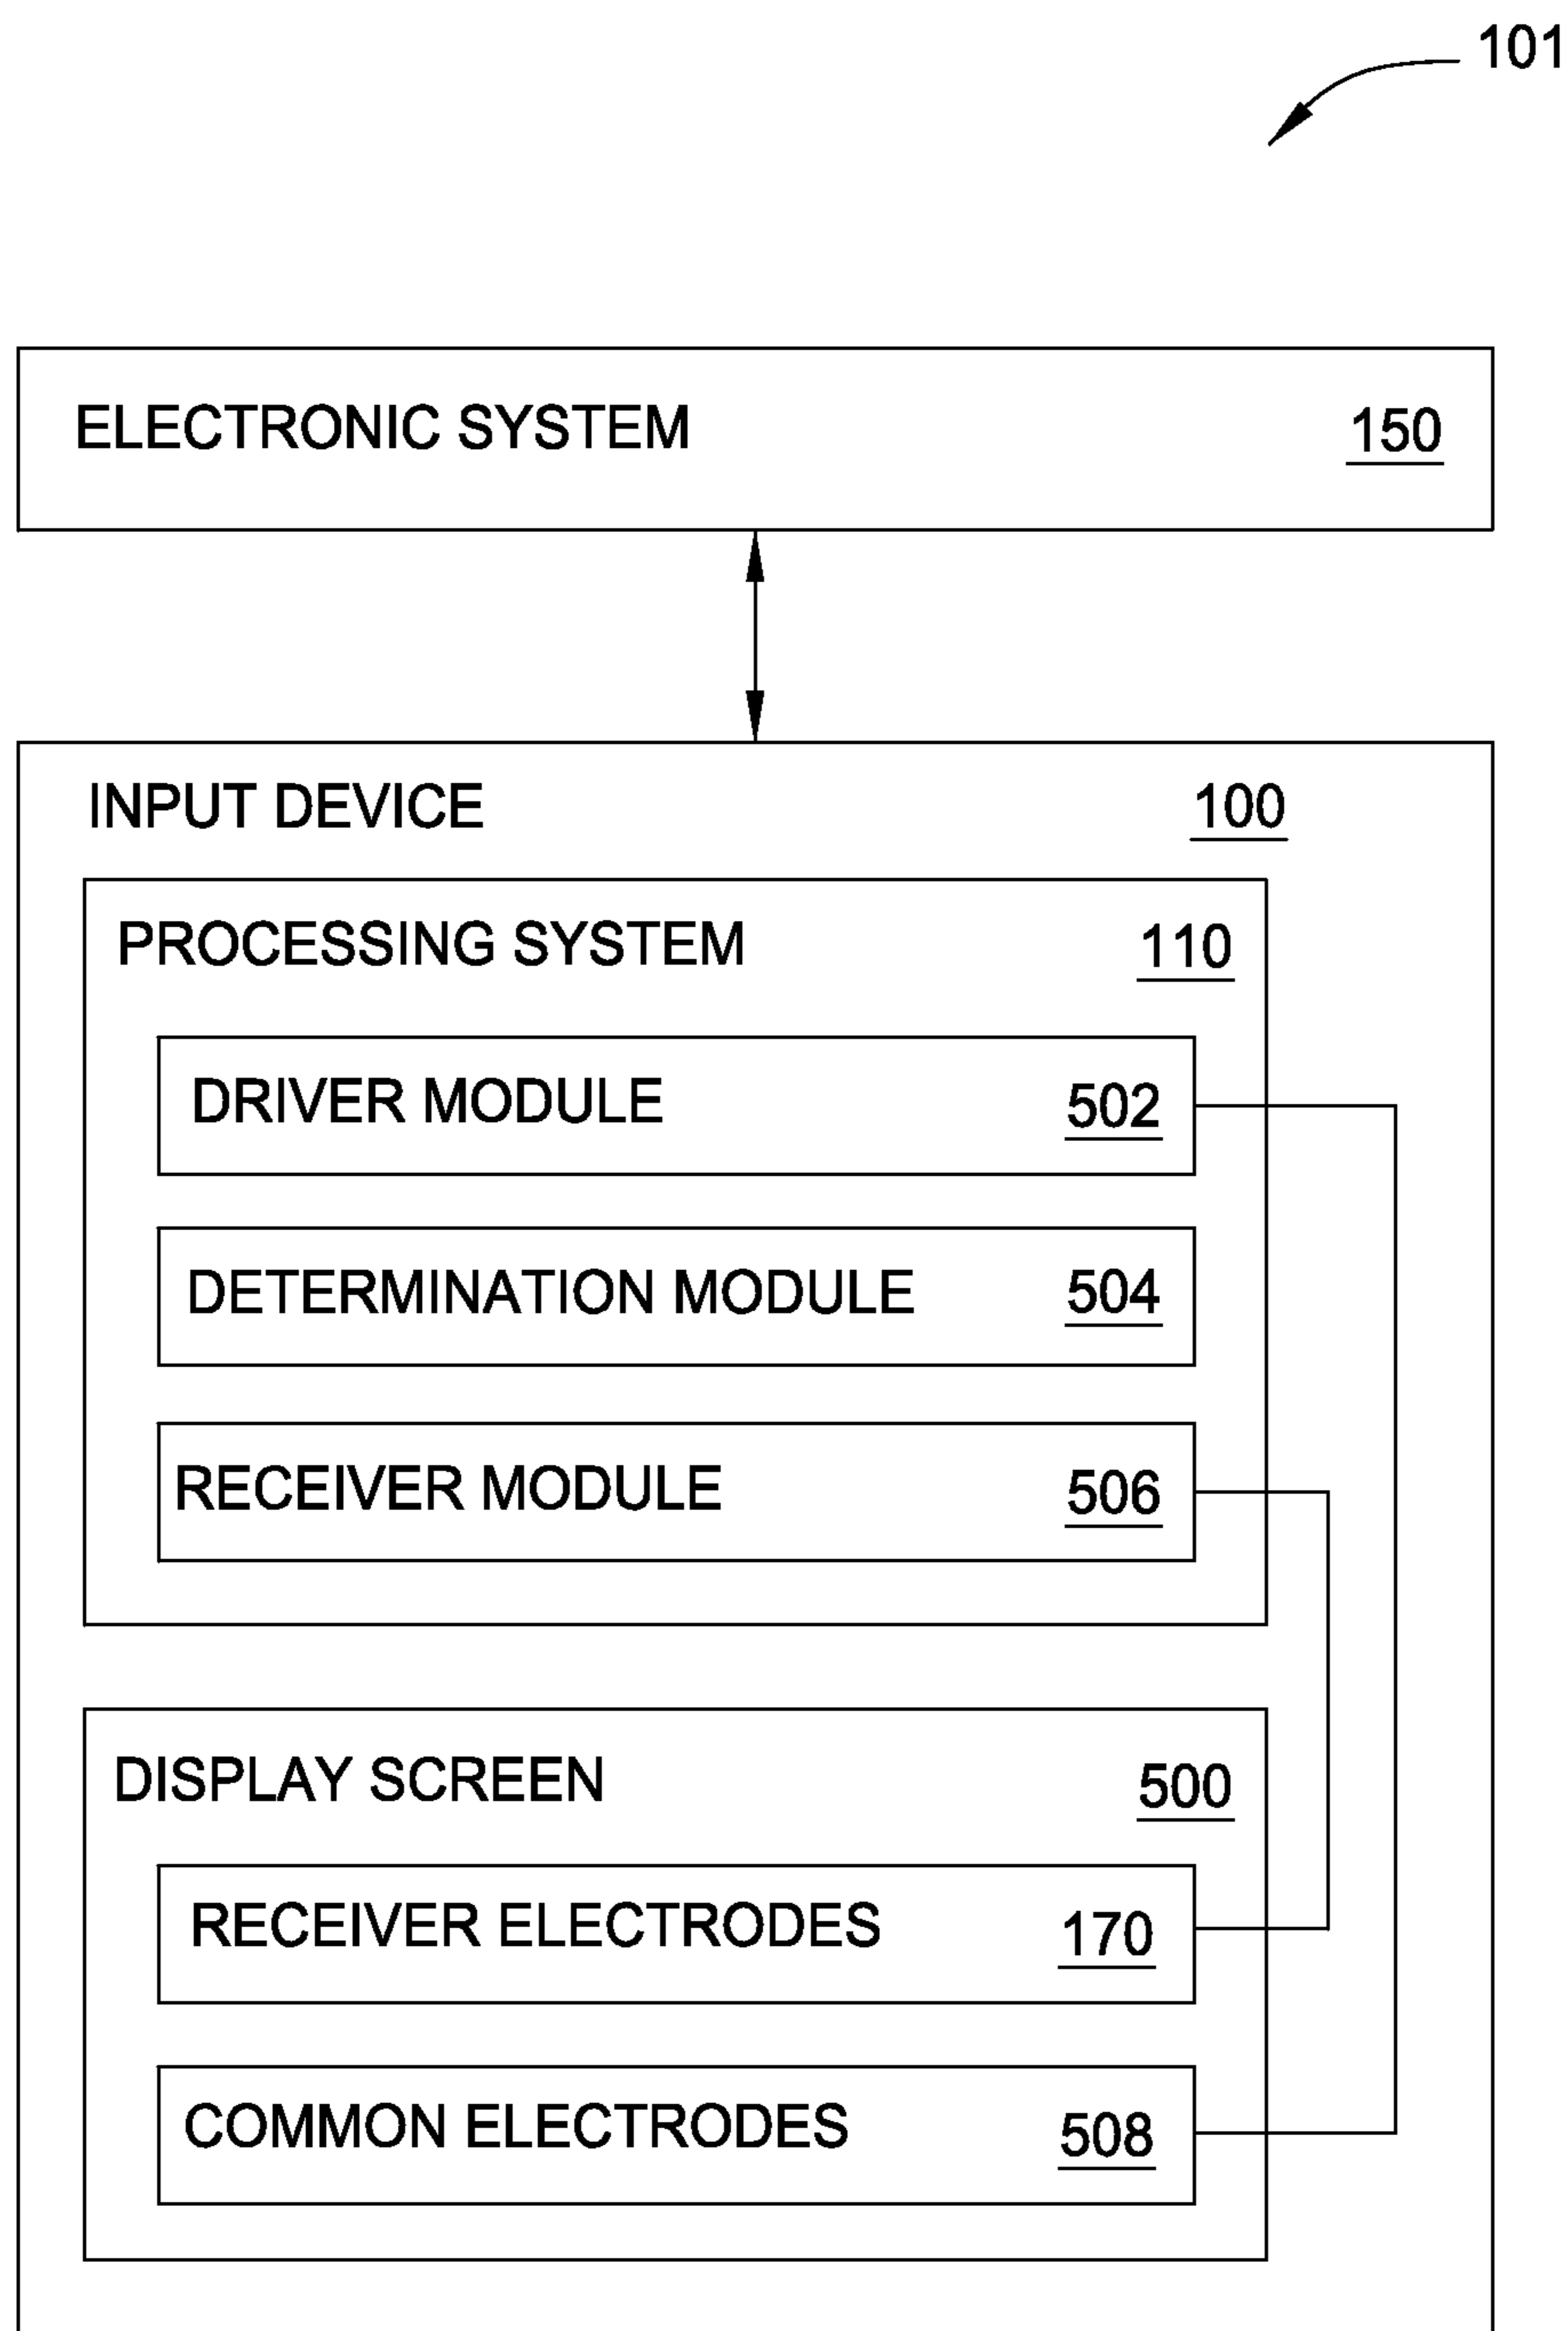 101
ELECTRONIC SYSTEM 150
INPUT DEVICE 100
PROCESSING SYSTEM 110
DRIVER MODULE 502
DETERMINATION MODULE 504
RECEIVER MODULE 506
DISPLAY SCREEN 500
RECEIVER ELECTRODES 170
COMMON ELECTRODES 508